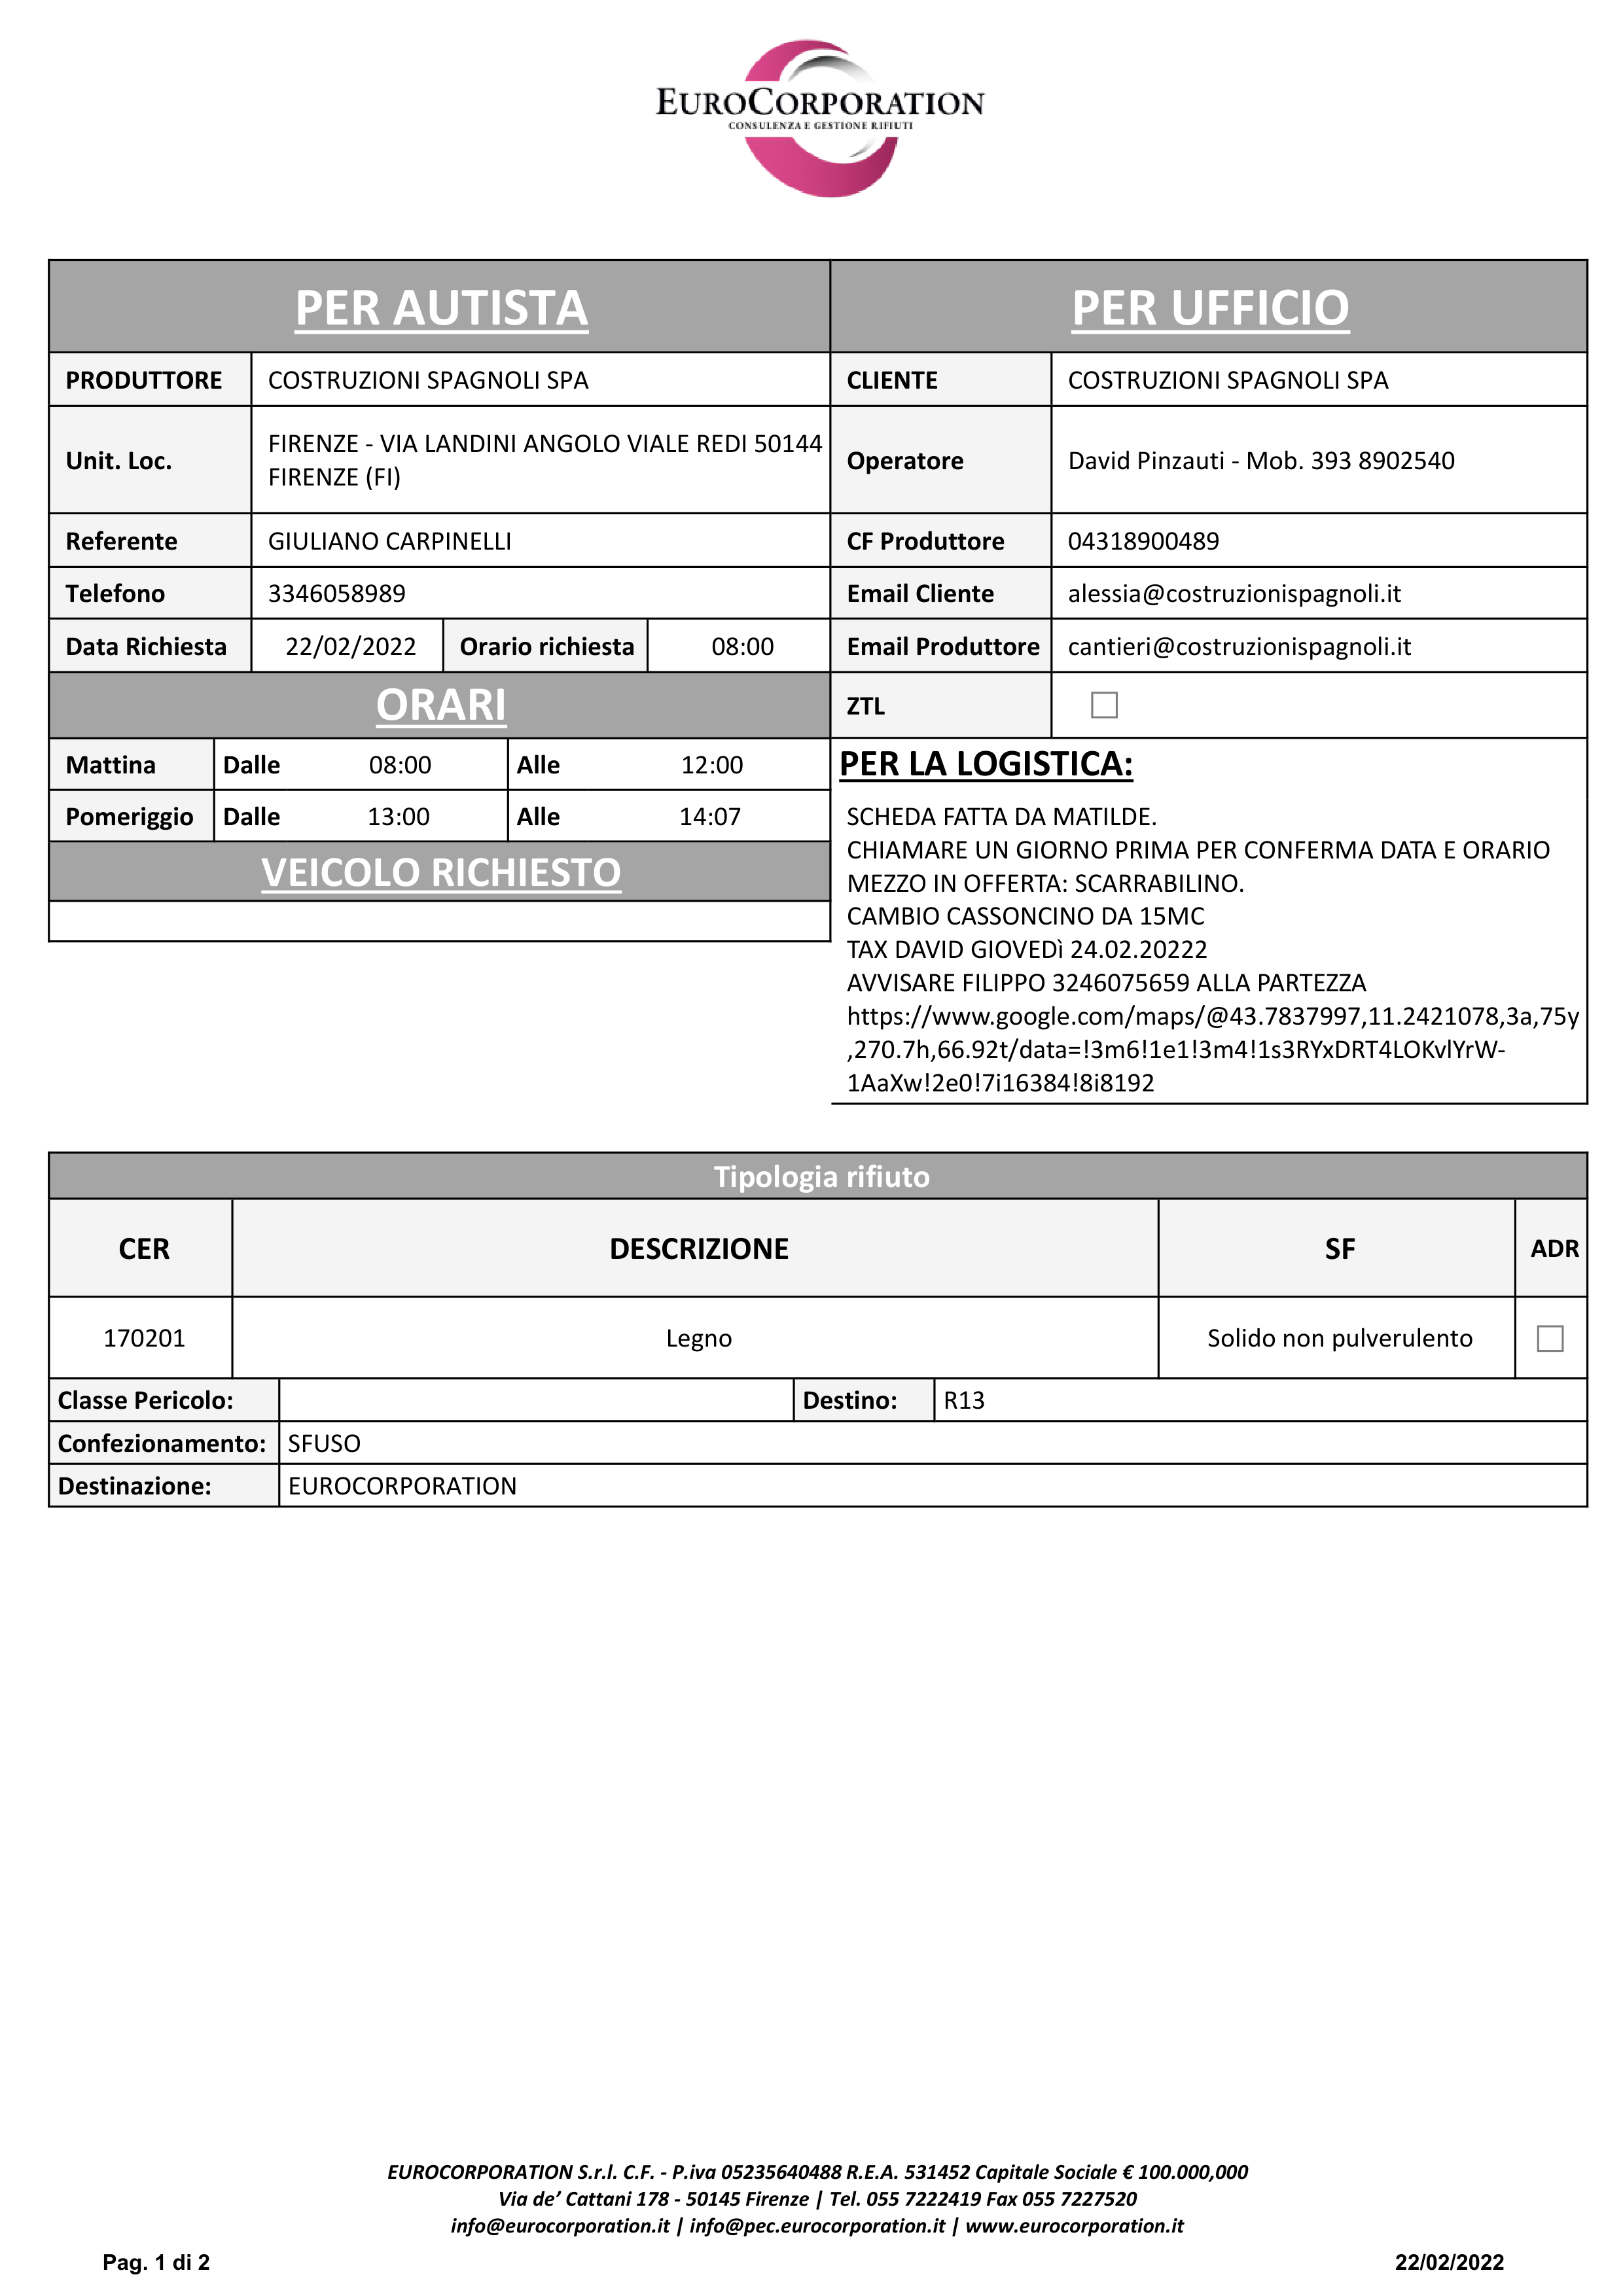 EUROCORPORATION
CONSULENZA E GESTIONE RIFIUTI
PER AUTISTA
PRODUTTORE COSTRUZIONI SPAGNOLI SPA
Unit. Loc. FIRENZE - VIA LANDINI ANGOLO VIALE REDI 50144
FIRENZE (FI)
Referente GIULIANO CARPINELLI
Telefono 3346058989
Data Richiesta 22/02/2022 Orario richiesta 08:00
ORARI
Mattina Dalle 08:00 Alle 12:00
Pomeriggio Dalle 13:00 Alle 14:07
VEICOLO RICHIESTO
PER UFFICIO
CLIENTE COSTRUZIONI SPAGNOLI SPA
Operatore David Pinzauti - Mob. 393 8902540
CF Produttore 04318900489
Email Cliente alessia@costruzionispagnoli.it
Email Produttore cantieri@costruzionispagnoli.it
ZTL
PER LA LOGISTICA:
SCHEDA FATTA DA MATILDE.
CHIAMARE UN GIORNO PRIMA PER CONFERMA DATA E ORARIO
MEZZO IN OFFERTA: SCARRABILINO.
CAMBIO CASSONCINO DA 15MC
TAX DAVID GIOVEDì 24.02.20222
AVVISARE FILIPPO 3246075659 ALLA PARTEZZA
https://www.google.com/maps/@43.7837997,11.2421078,3a,75y
,270.7h,66.92t/data=!3m6!1e1!3m4!1s3RYxDRT4LOKvlYrW-
1AaXw!2e0!7i16384!8i8192
Tipologia rifiuto
CER DESCRIZIONE SF ADR
170201 Legno Solido non pulverulento
Classe Pericolo: Destino: R13
Confezionamento: SFUSO
Destinazione: EUROCORPORATION
EUROCORPORATION S.r.l. C.F. - P.iva 05235640488 R.E.A. 531452 Capitale Sociale € 100.000,000
Via de’ Cattani 178 - 50145 Firenze | Tel. 055 7222419 Fax 055 7227520
info@eurocorporation.it | info@pec.eurocorporation.it | www.eurocorporation.it
Pag. 1 di 2 22/02/2022